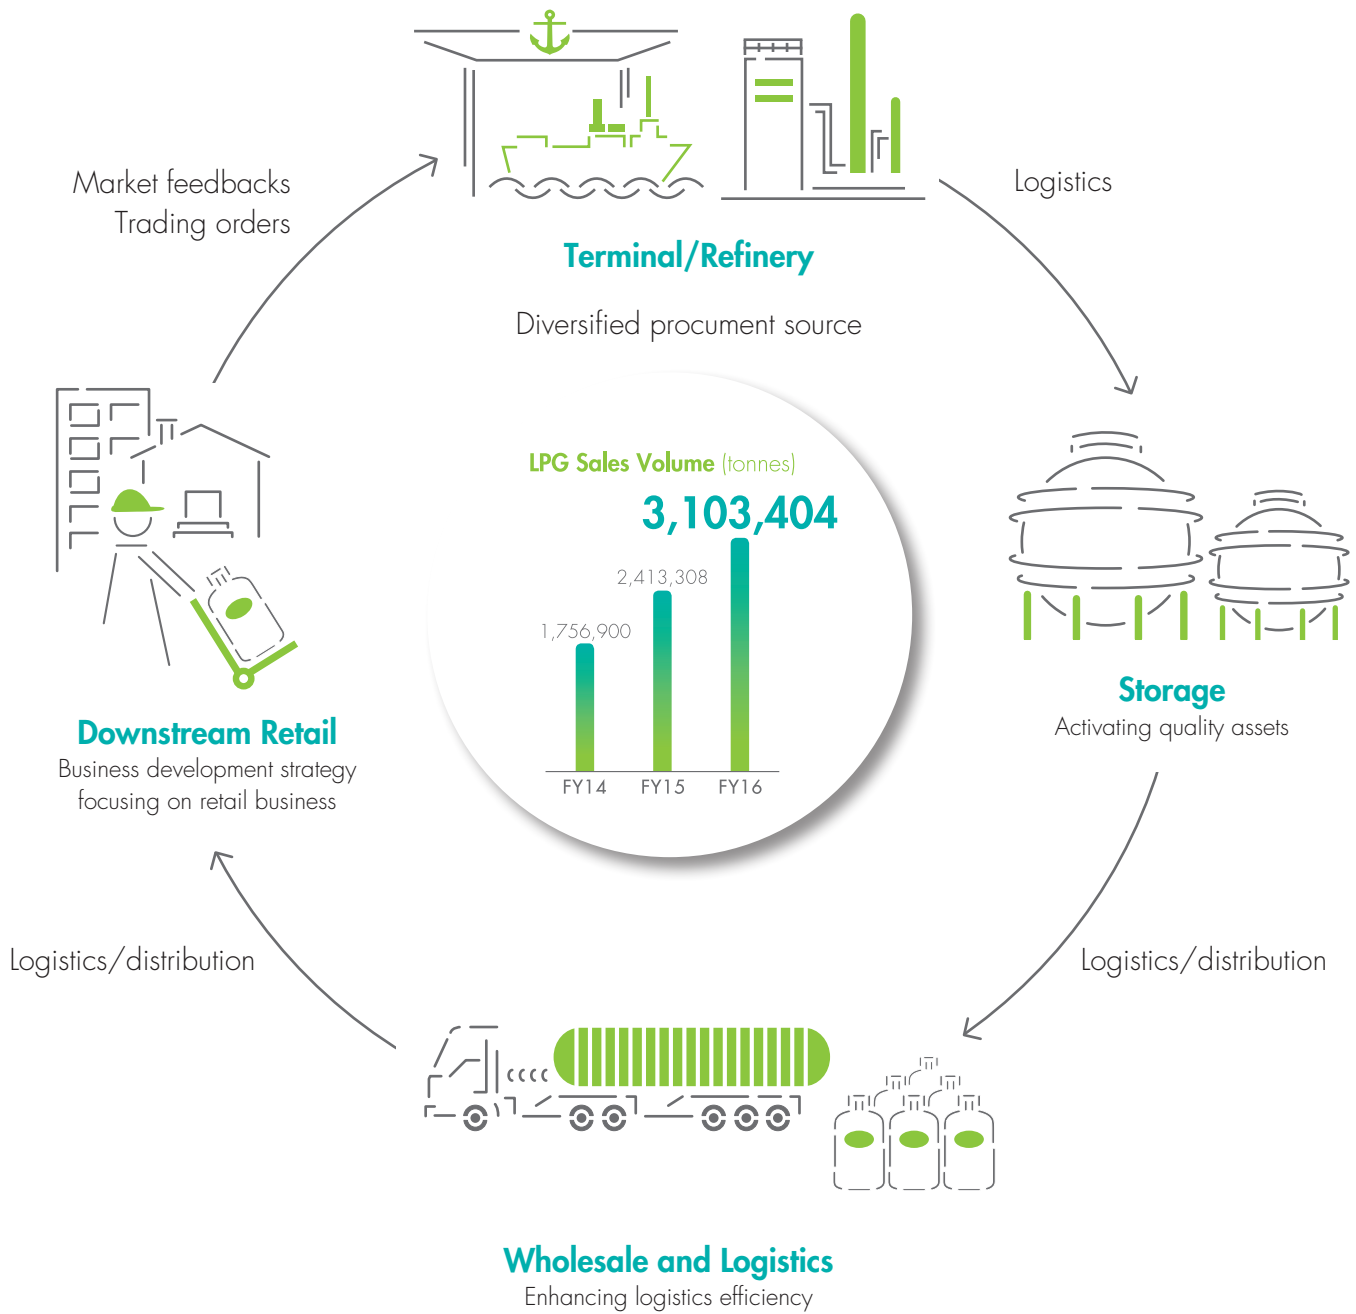 Market feedbacks
Trading orders
Logistics
Terminal/Refinery
Diversified procument source
LPG Sales Volume (tonnes)
3,103,404
2,413,308
1,756,900
FY14 FY15 FY16
Storage
Activating quality assets
Downstream Retail
Business development strategy
focusing on retail business
Logistics/distribution
Logistics/distribution
Wholesale and Logistics
Enhancing logistics efficiency